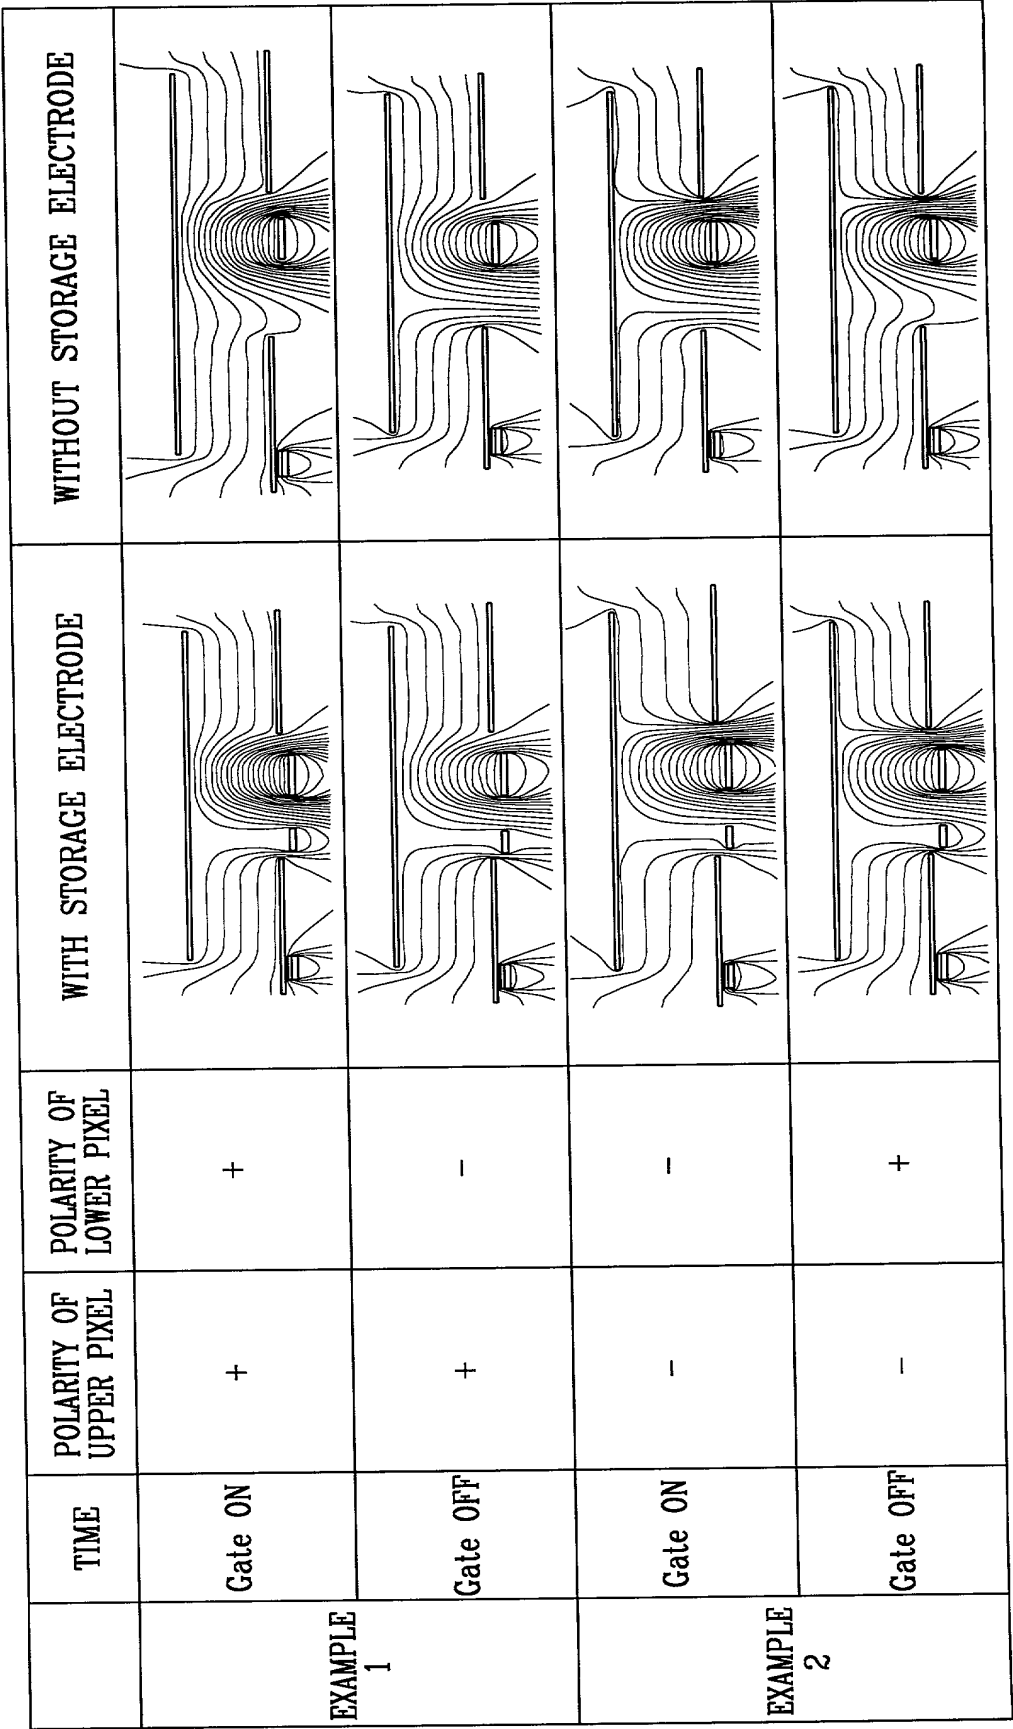 TIME
POLARITY OF
UPPER PIXEL
POLARITY OF
LOWER PIXEL
WITH STORAGE ELECTRODE
WITHOUT STORAGE ELECTRODE
EXAMPLE
1
Gate ON
+
+
Gate OFF
+
-
EXAMPLE
2
Gate ON
-
-
Gate OFF
-
+